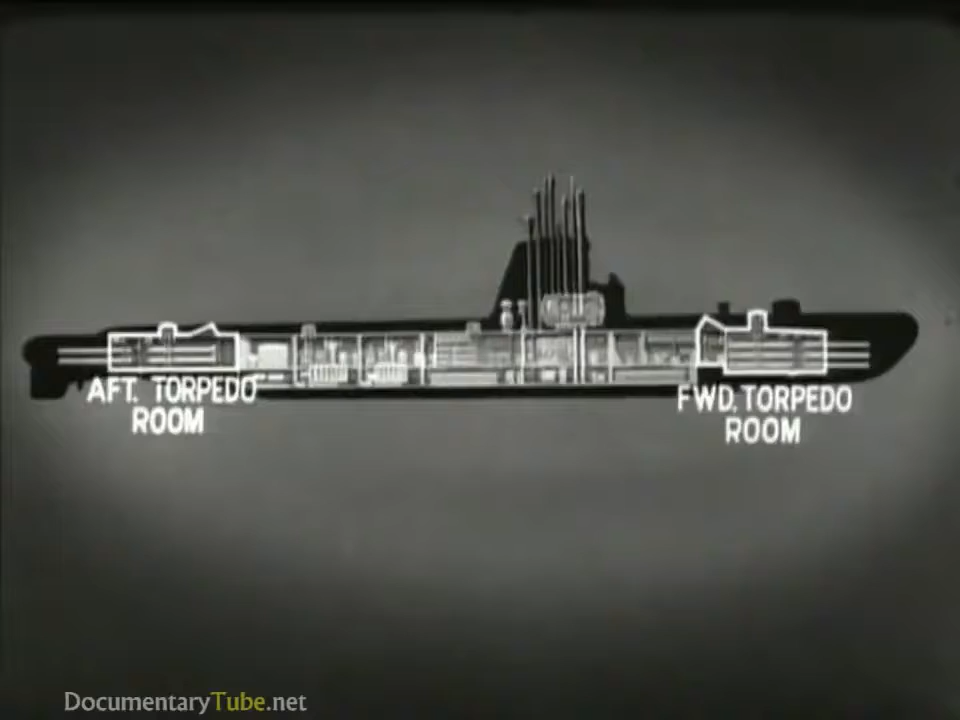 AFT. TORPEDO
ROOM
FWD. TORPEDO
ROOM
DocumentaryTube.net